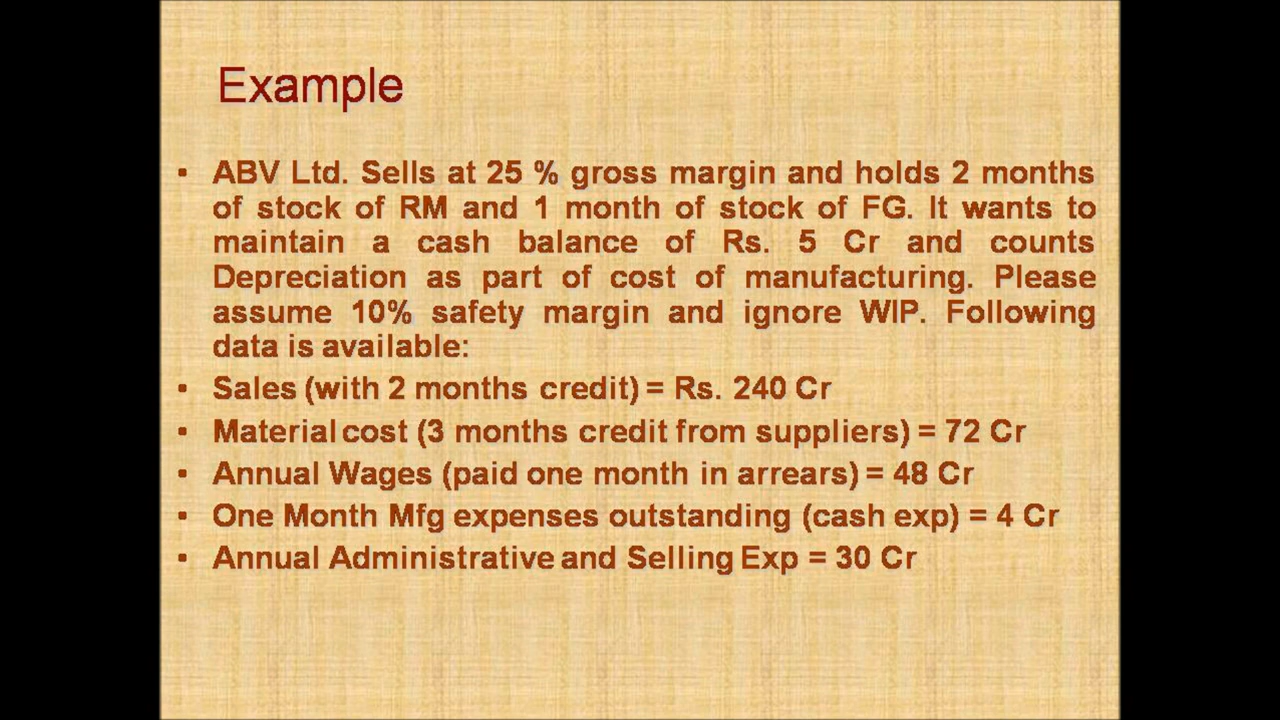 Example
• ABV Ltd. Sells at 25 % gross margin and holds 2 months
of stock of RM and 1 month of stock of FG. It wants to
maintain a cash balance of Rs. 5 Cr and counts
Depreciation as part of cost of manufacturing. Please
assume 10% safety margin and ignore WIP. Following
data is available:
• Sales (with 2 months credit) = Rs. 240 Cr
• Material cost (3 months credit from suppliers) = 72 Cr
• Annual Wages (paid one month in arrears) = 48 Cr
• One Month Mfg expenses outstanding (cash exp) = 4 Cr
• Annual Administrative and Selling Exp = 30 Cr